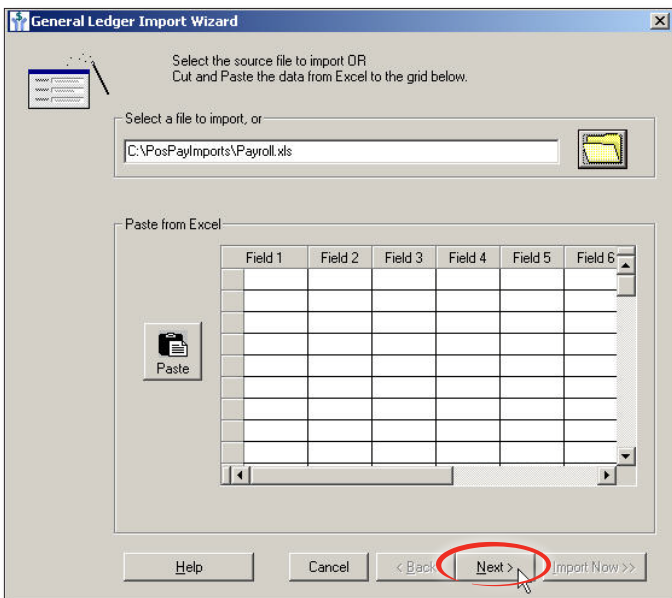 General Ledger Import Wizard
Select the source file to import OR
Cut and Paste the data from Excel to the grid below.
Select a file to import, or
C:\PosPayImports\Payroll.xls
Paste from Excel
Field 1 Field 2 Field 3 Field 4 Field 5 Field 6
Paste
Help Cancel < Back Next > Import Now >>